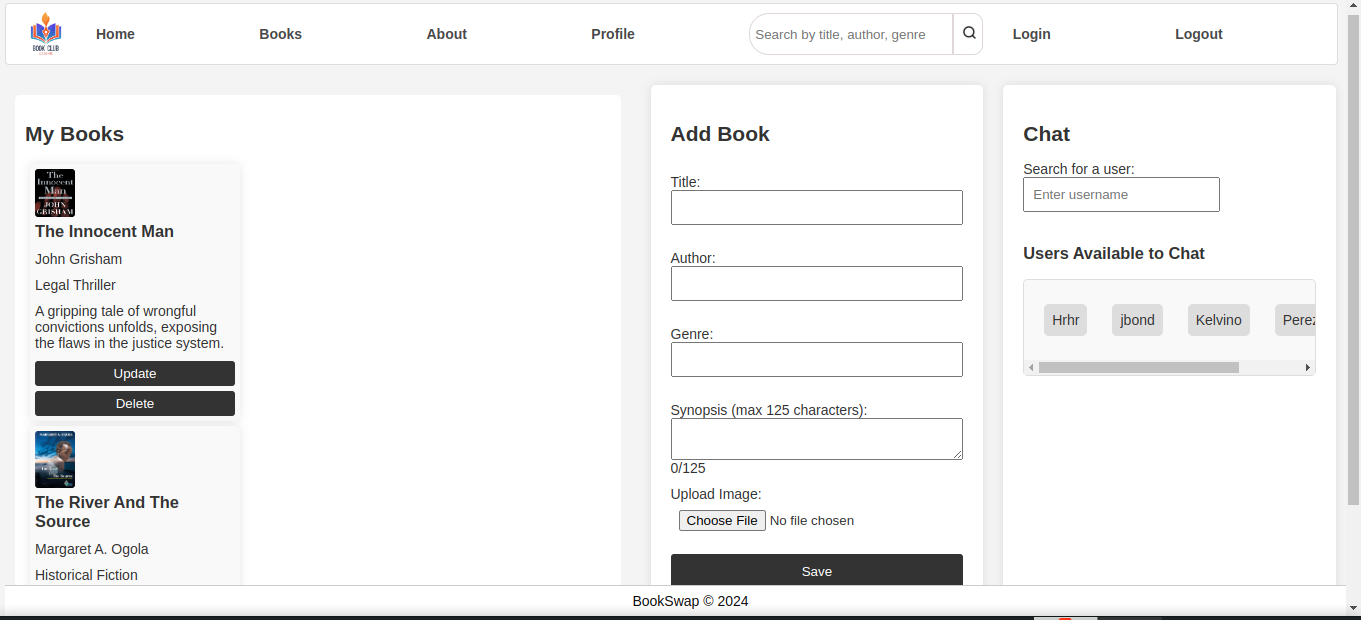 BOOK CLUB
Home
Books
About
Profile
Search by title, author, genre
Login
Logout
My Books
The
Innocent
Man
JOHN
GRISHAM
The Innocent Man
John Grisham
Legal Thriller
A gripping tale of wrongful
convictions unfolds, exposing
the flaws in the justice system.
Update
Delete
The River And The
Source
Margaret A. Ogola
Historical Fiction
Add Book
Title:
Author:
Genre:
Synopsis (max 125 characters):
0/125
Upload Image:
Choose File No file chosen
Save
Chat
Search for a user:
Enter username
Users Available to Chat
Hrhr
jbond
Kelvino
Perez
BookSwap © 2024